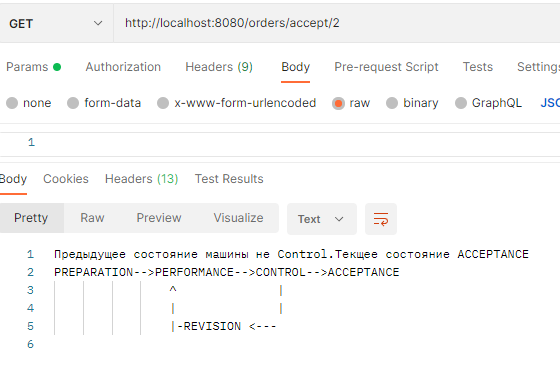 GET http://localhost:8080/orders/accept/2
Params Authorization Headers (9) Body Pre-request Script Tests Settings
none form-data x-www-form-urlencoded raw binary GraphQL JSO
1
Body Cookies Headers (13) Test Results
Pretty Raw Preview Visualize Text
1 Предыдущее состояние машины не Control.Текщее состояние ACCEPTANCE
2 PREPARATION-->PERFORMANCE-->CONTROL-->ACCEPTANCE
3 ^ |
4 | |
5 |-REVISION <---
6